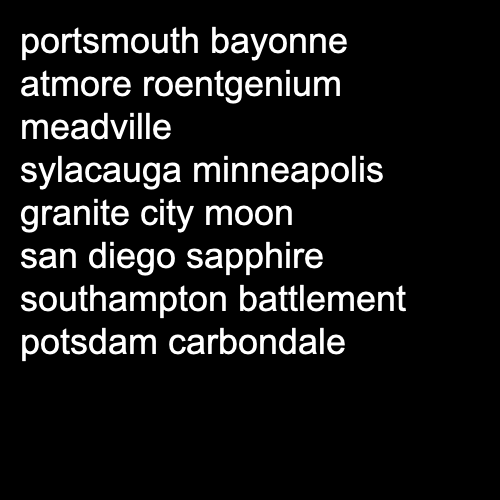 portsmouth bayonne
atmore roentgenium
meadville
sylacauga minneapolis
granite city moon
san diego sapphire
southampton battlement
potsdam carbondale